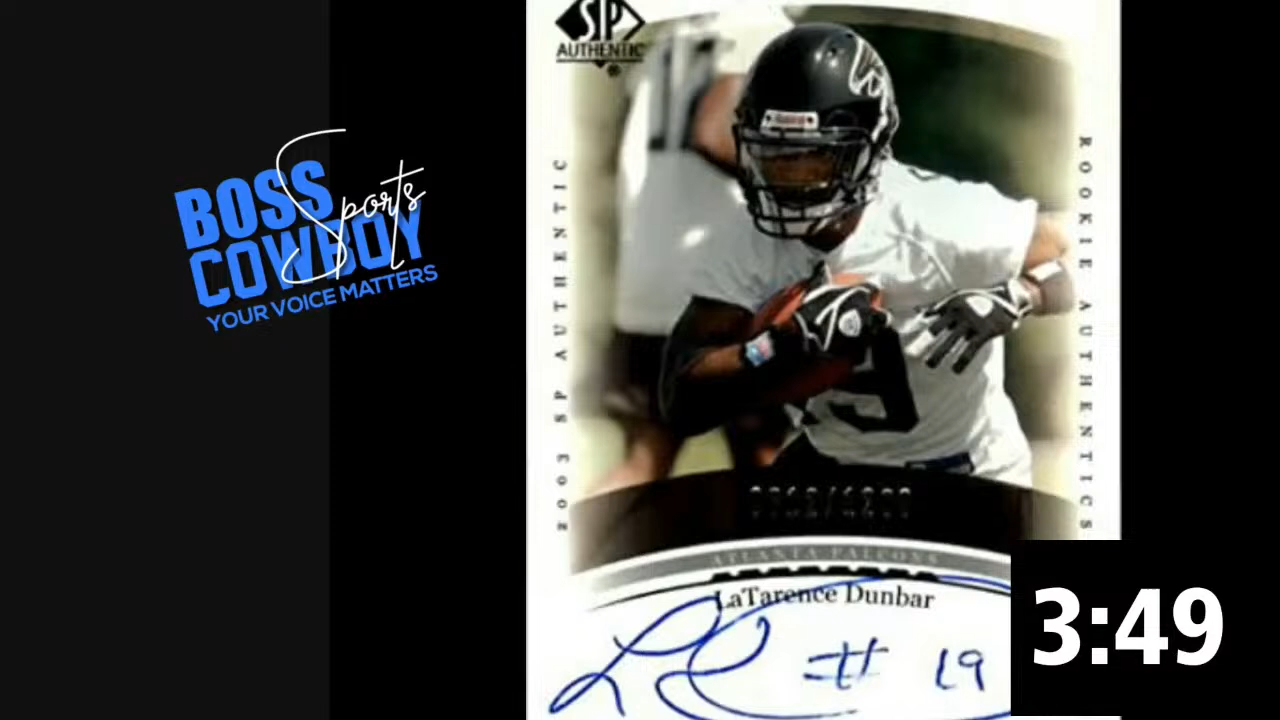 SP
AUTHENTIC
BOSS
Sports
COWBOY
YOUR VOICE MATTERS
2003 SP AUTHENTIC
ROOKIE AUTHENTICS
19
ATLANTA FALCONS
LaTarence Dunbar
# 19
3:49